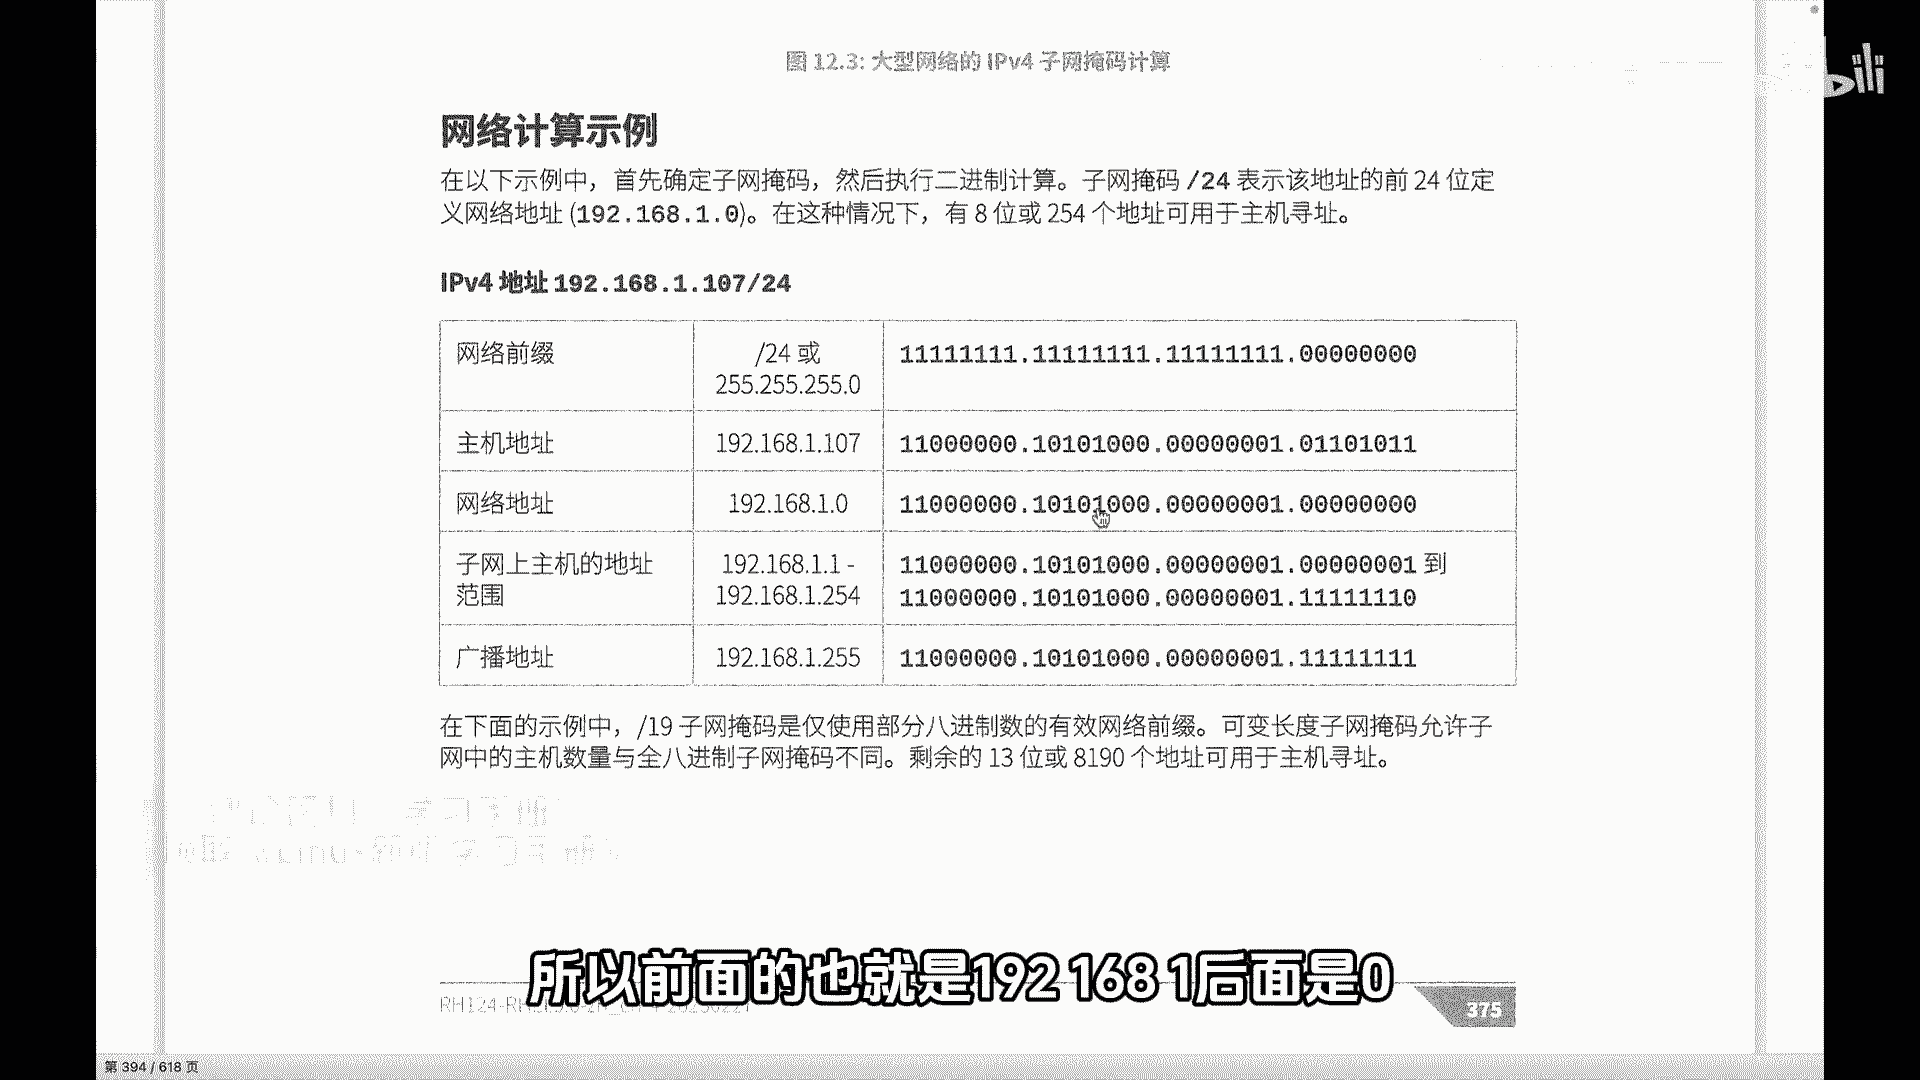 图 12.3: 大型网络的 IPv4 子网掩码计算
bili
网络计算示例
在以下示例中，首先确定子网掩码，然后执行二进制计算。子网掩码 /24 表示该地址的前 24 位定
义网络地址 (192.168.1.0)。在这种情况下，有 8 位或 254 个地址可用于主机寻址。
IPv4 地址 192.168.1.107/24
网络前缀 /24 或 11111111.11111111.11111111.00000000
255.255.255.0
主机地址 192.168.1.107 11000000.10101000.00000001.01101011
网络地址 192.168.1.0 11000000.10101000.00000001.00000000
子网上主机的地址 192.168.1.1 - 11000000.10101000.00000001.00000001 到
范围 192.168.1.254 11000000.10101000.00000001.11111110
广播地址 192.168.1.255 11000000.10101000.00000001.11111111
在下面的示例中，/19 子网掩码是仅使用部分八进制数的有效网络前缀。可变长度子网掩码允许子
网中的主机数量与全八进制子网掩码不同。剩余的 13 位或 8190 个地址可用于主机寻址。
所以前面的也就是192 168 1后面是0
375
第 394 / 618 页